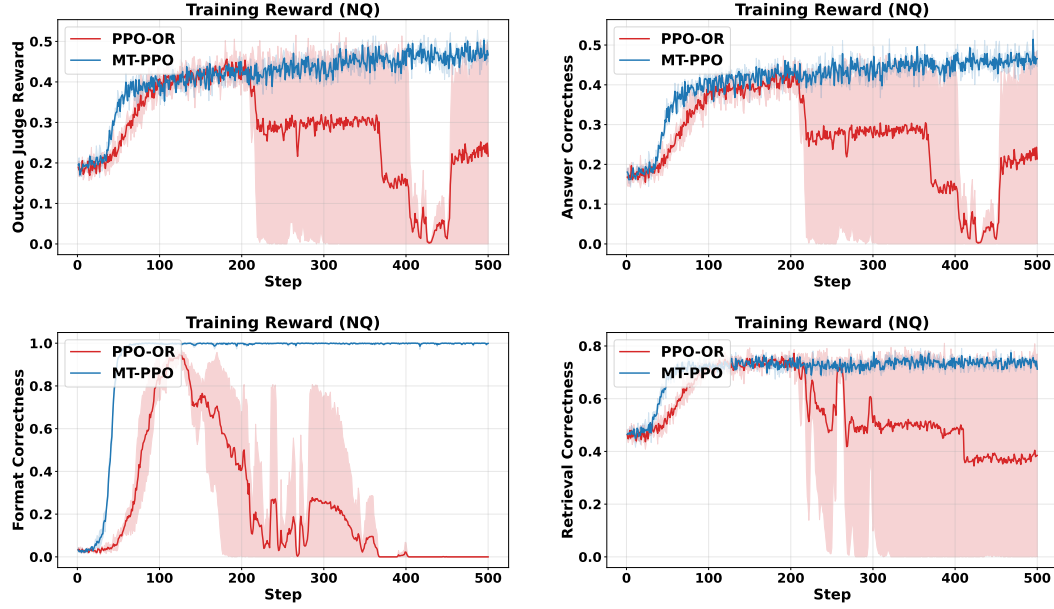 Training Reward (NQ)
Outcome Judge Reward
0.5
0.4
0.3
0.2
0.1
0.0
PPO-OR
MT-PPO
0
100
200
300
400
500
Step
Training Reward (NQ)
Answer Correctness
0.5
0.4
0.3
0.2
0.1
0.0
PPO-OR
MT-PPO
0
100
200
300
400
500
Step
Training Reward (NQ)
Format Correctness
1.0
0.8
0.6
0.4
0.2
0.0
PPO-OR
MT-PPO
0
100
200
300
400
500
Step
Training Reward (NQ)
Retrieval Correctness
0.8
0.6
0.4
0.2
0.0
PPO-OR
MT-PPO
0
100
200
300
400
500
Step